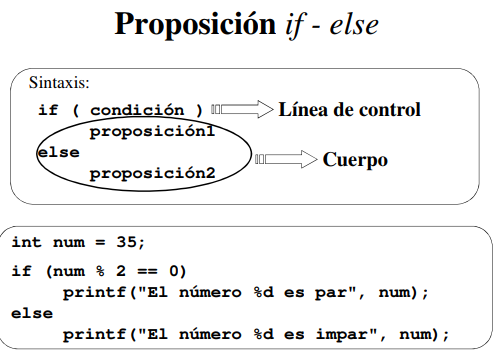 Proposición if - else
Sintaxis:
if ( condición ) Línea de control
proposición1
else
Cuerpo
proposición2
int num = 35;
if (num % 2 == 0)
printf("El número %d es par", num);
else
printf("El número %d es impar", num);